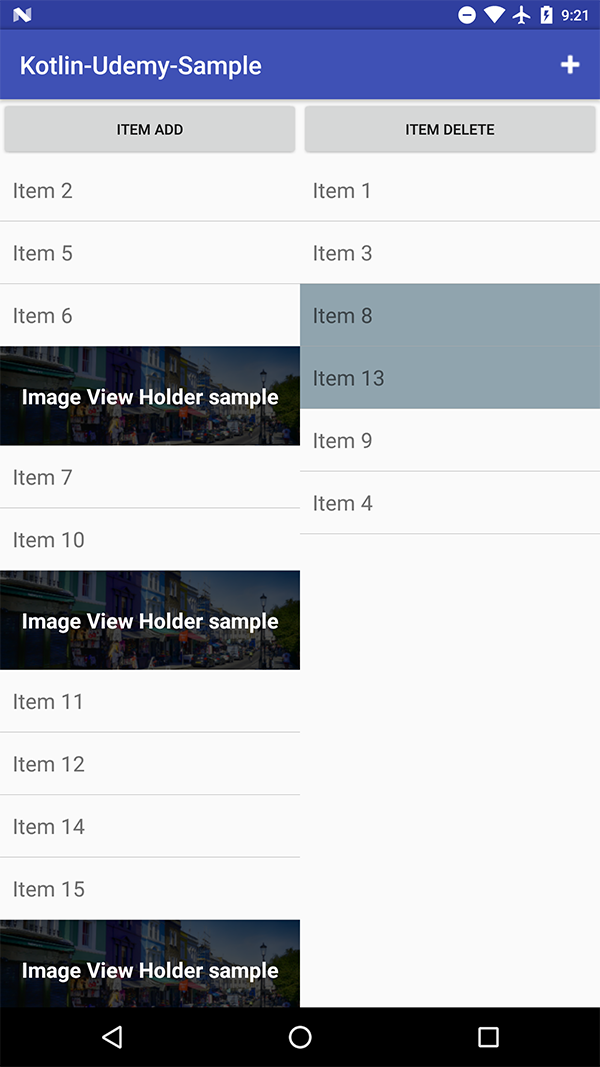 9:21
Kotlin-Udemy-Sample
ITEM ADD
ITEM DELETE
Item 2
Item 5
Item 6
Image View Holder sample
Item 7
Item 10
Image View Holder sample
Item 11
Item 12
Item 14
Item 15
Image View Holder sample
Item 1
Item 3
Item 8
Item 13
Item 9
Item 4